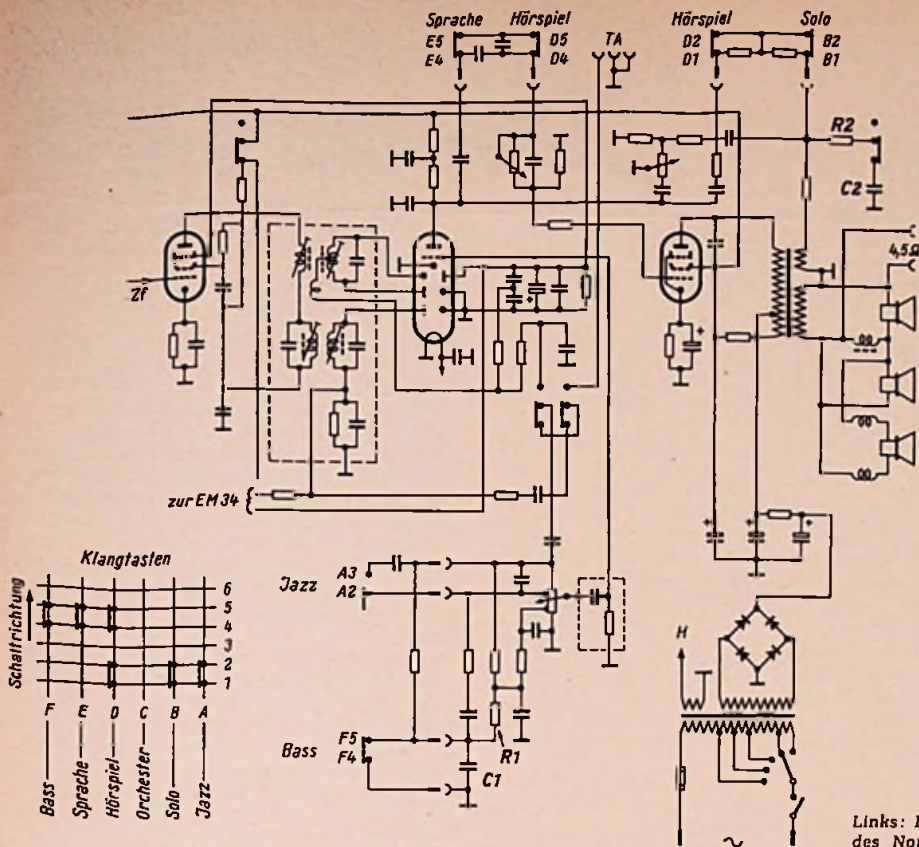 Sprache Hörspiel
E5 D5 TA
E4 D4
Hörspiel Solo
D2 B2
D1 B1
R2
C2
4,5Ω
Zf
zur EM 34
Klangtasten
Schaltrichtung
6
5
4
3
2
1
F E D C B A
Bass
Sprache
Hörspiel
Orchester
Solo
Jazz
Jazz A3
A2
Bass F5
F4
R1
C1
H
~
Links:
des